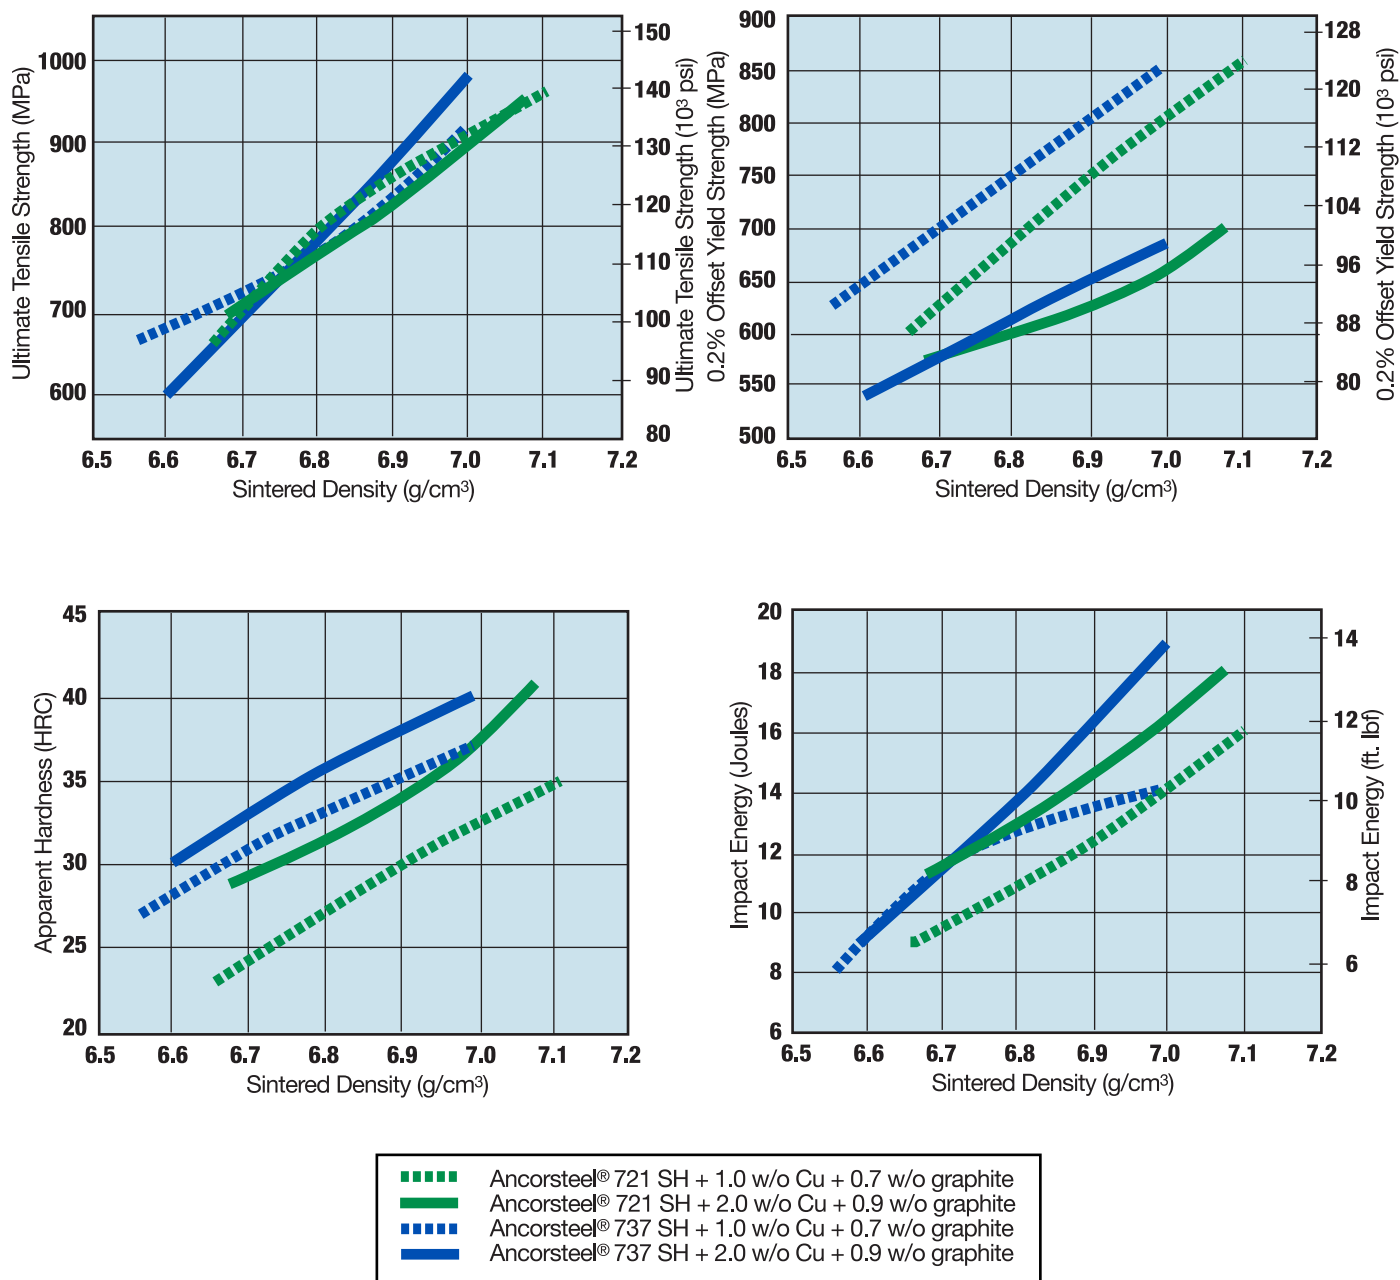 Ultimate Tensile Strength (MPa)
1000
900
800
700
600
150
140
130
120
110
100
90
80
Ultimate Tensile Strength (10³ psi)
6.5 6.6 6.7 6.8 6.9 7.0 7.1 7.2
Sintered Density (g/cm³)
0.2% Offset Yield Strength (MPa)
900
850
800
750
700
650
600
550
500
128
120
112
104
96
88
80
0.2% Offset Yield Strength (10³ psi)
6.5 6.6 6.7 6.8 6.9 7.0 7.1 7.2
Sintered Density (g/cm³)
Apparent Hardness (HRC)
45
40
35
30
25
20
6.5 6.6 6.7 6.8 6.9 7.0 7.1 7.2
Sintered Density (g/cm³)
Impact Energy (Joules)
20
18
16
14
12
10
8
6
14
12
10
8
6
Impact Energy (ft. lbf)
6.5 6.6 6.7 6.8 6.9 7.0 7.1 7.2
Sintered Density (g/cm³)
Ancorsteel® 721 SH + 1.0 w/o Cu + 0.7 w/o graphite
Ancorsteel® 721 SH + 2.0 w/o Cu + 0.9 w/o graphite
Ancorsteel® 737 SH + 1.0 w/o Cu + 0.7 w/o graphite
Ancorsteel® 737 SH + 2.0 w/o Cu + 0.9 w/o graphite